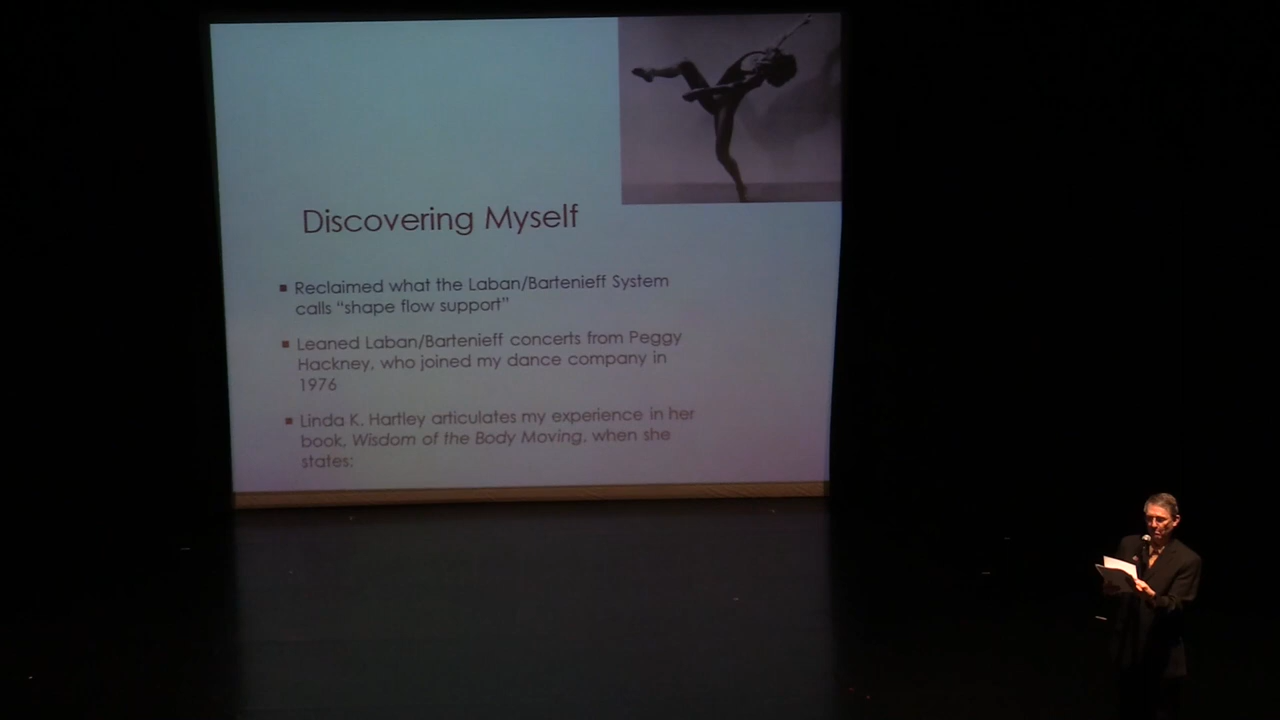 Discovering Myself
▪ Reclaimed what the Laban/Bartenieff System
calls “shape flow support”
▪ Leaned Laban/Bartenieff concerts from Peggy
Hackney, who joined my dance company in
1976
▪ Linda K. Hartley articulates my experience in her
book, Wisdom of the Body Moving, when she
states: